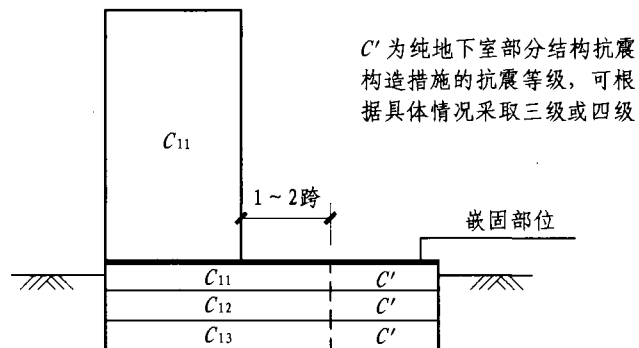 C′为纯地下室部分结构抗震
构造措施的抗震等级，可根
据具体情况采取三级或四级
C₁₁
1～2跨
嵌固部位
C₁₁ C′
C₁₂ C′
C₁₃ C′